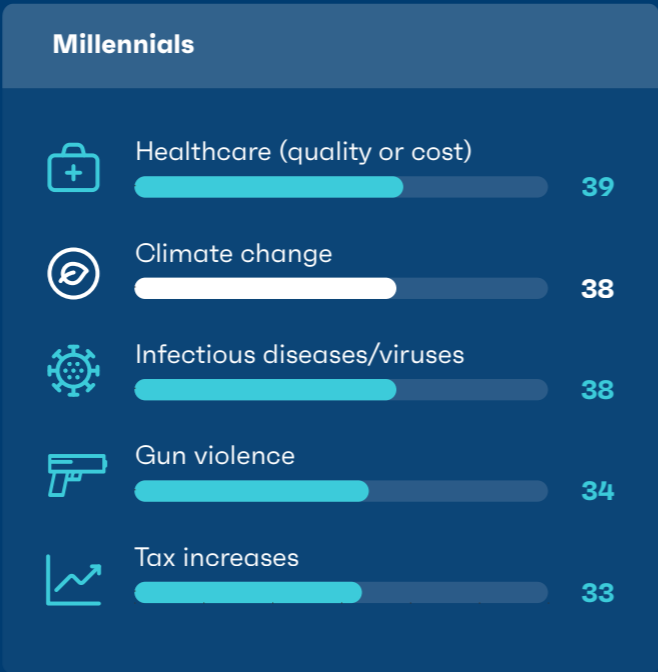 Millennials
Healthcare (quality or cost)
39
Climate change
38
Infectious diseases/viruses
38
Gun violence
34
Tax increases
33